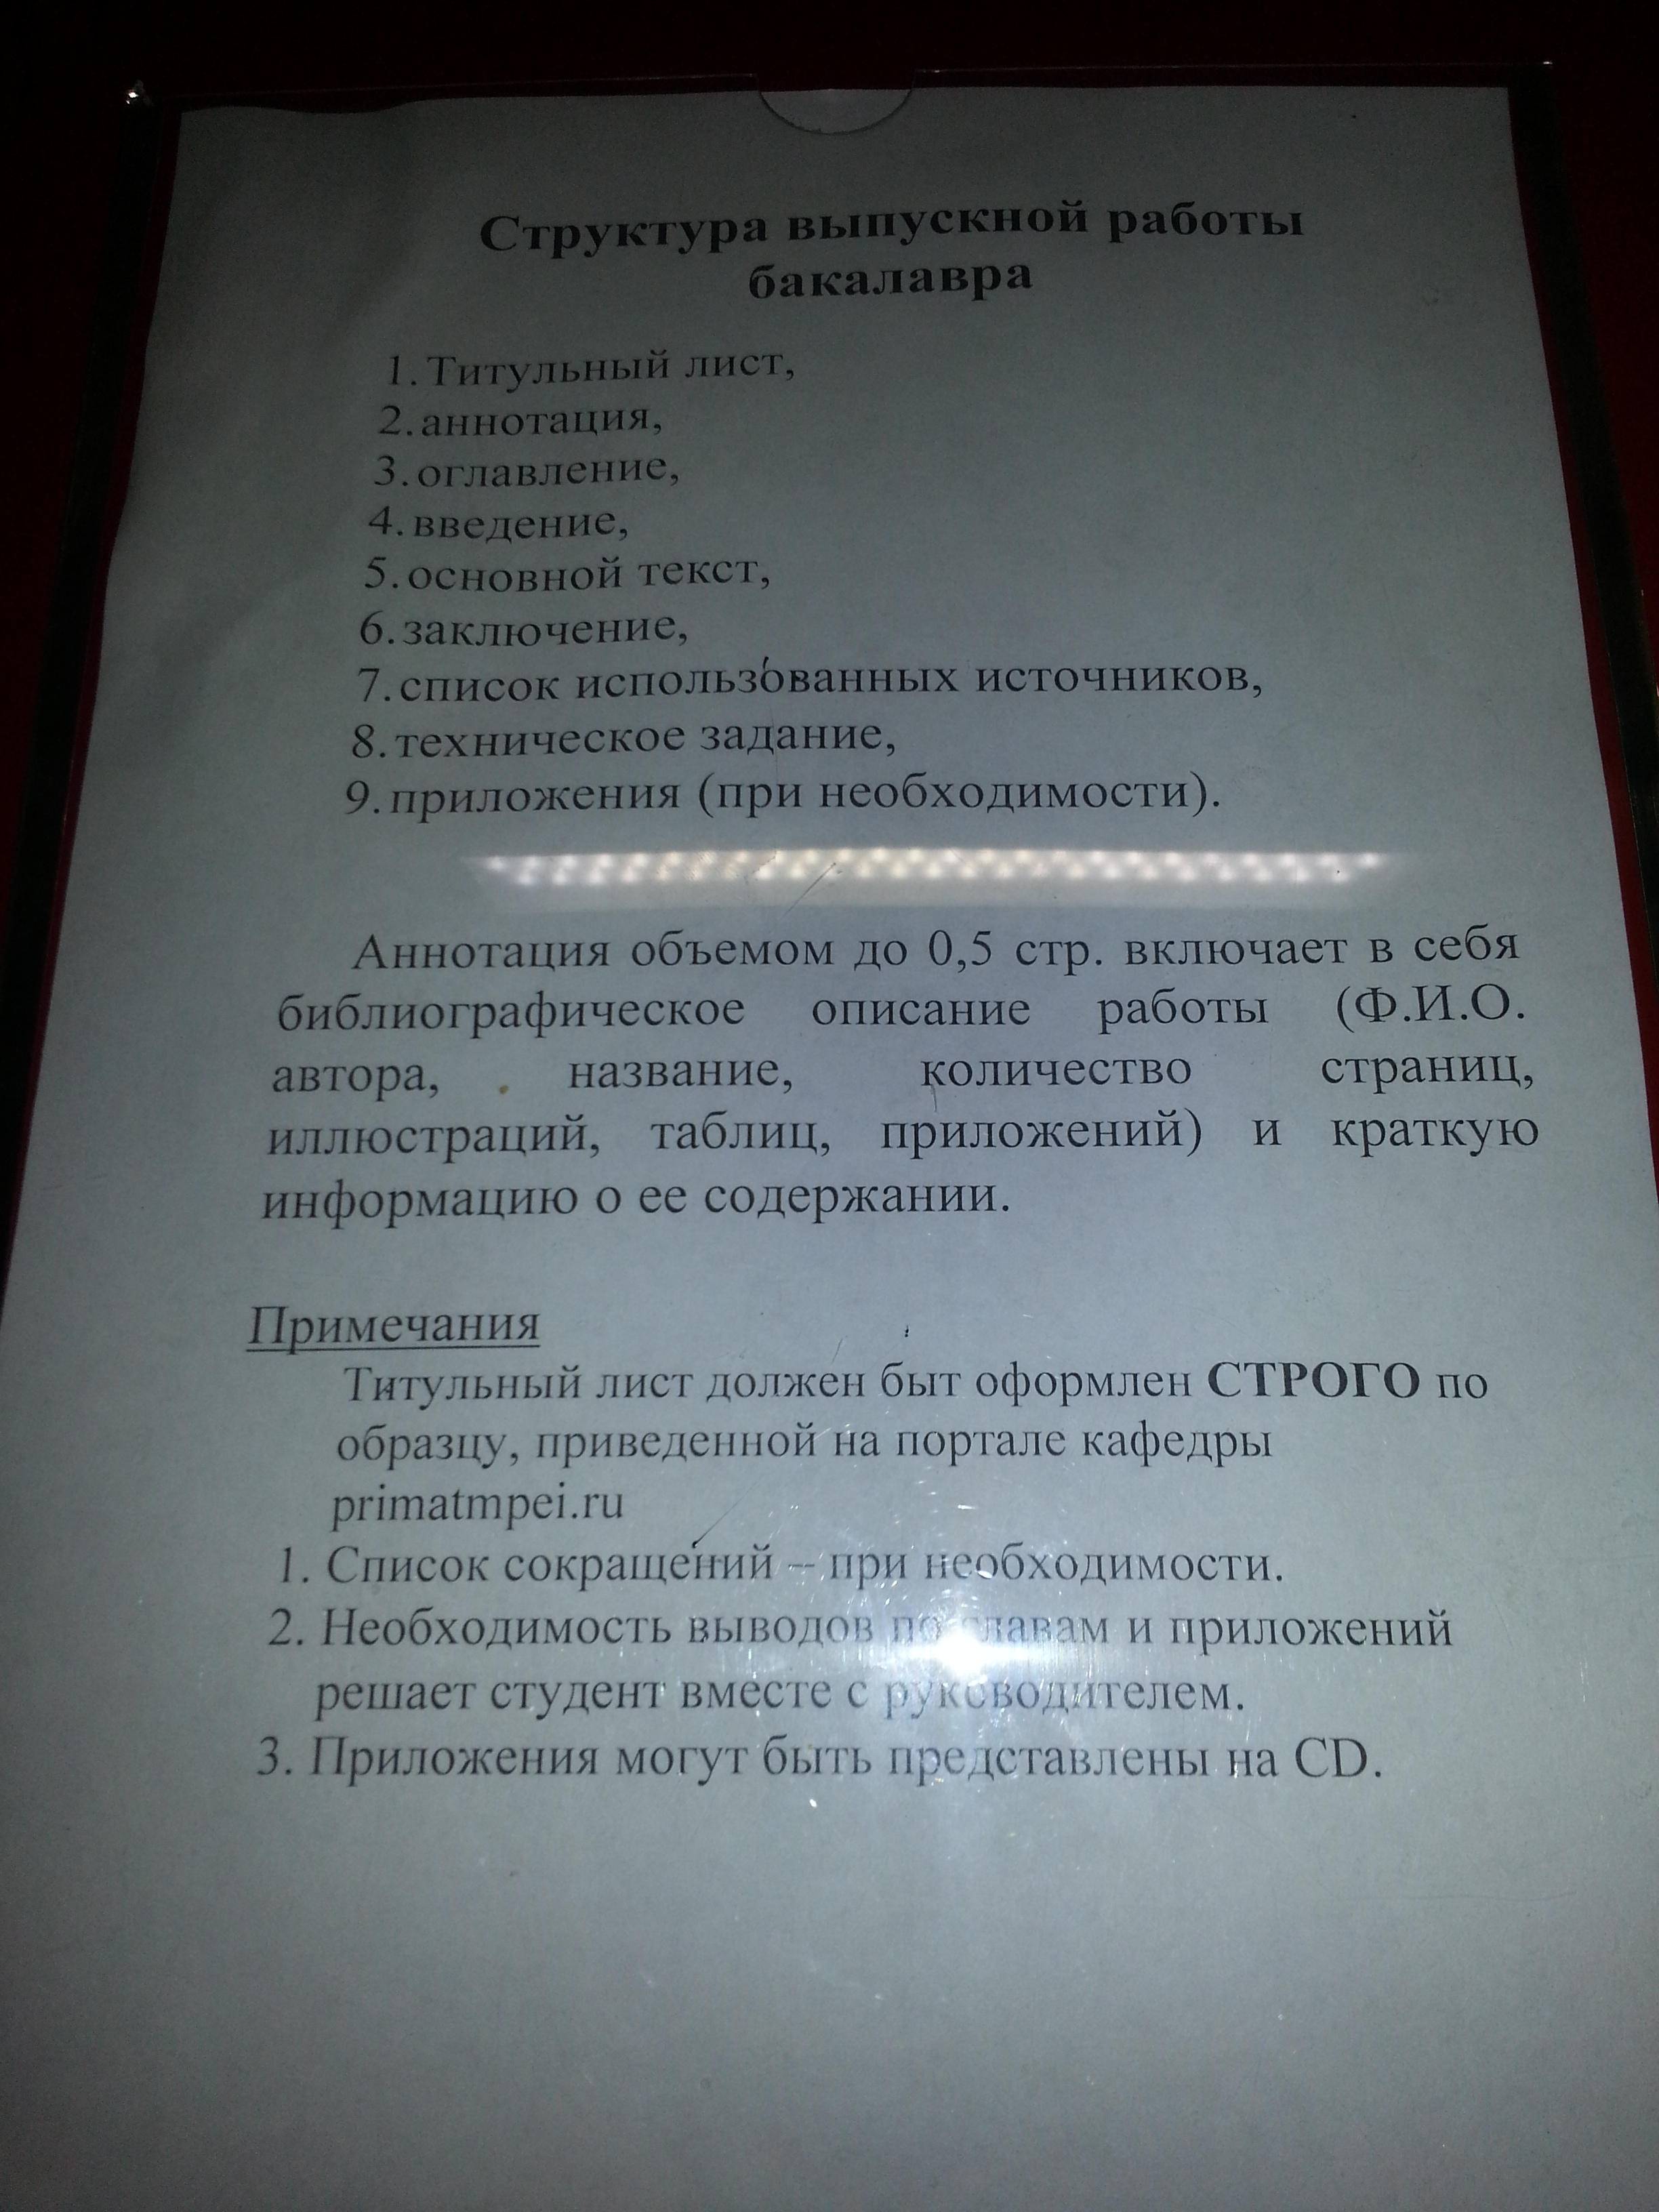 Структура выпускной работы
бакалавра
1. Титульный лист,
2. аннотация,
3. оглавление,
4. введение,
5. основной текст,
6. заключение,
7. список использованных источников,
8. техническое задание,
9. приложения (при необходимости).
Аннотация объемом до 0,5 стр. включает в себя
библиографическое описание работы (Ф.И.О.
автора, название, количество страниц,
иллюстраций, таблиц, приложений) и краткую
информацию о ее содержании.
Примечания
Титульный лист должен быт оформлен СТРОГО по
образцу, приведенной на портале кафедры
primatmpei.ru
1. Список сокращений – при необходимости.
2. Необходимость выводов по главам и приложений
решает студент вместе с руководителем.
3. Приложения могут быть представлены на CD.